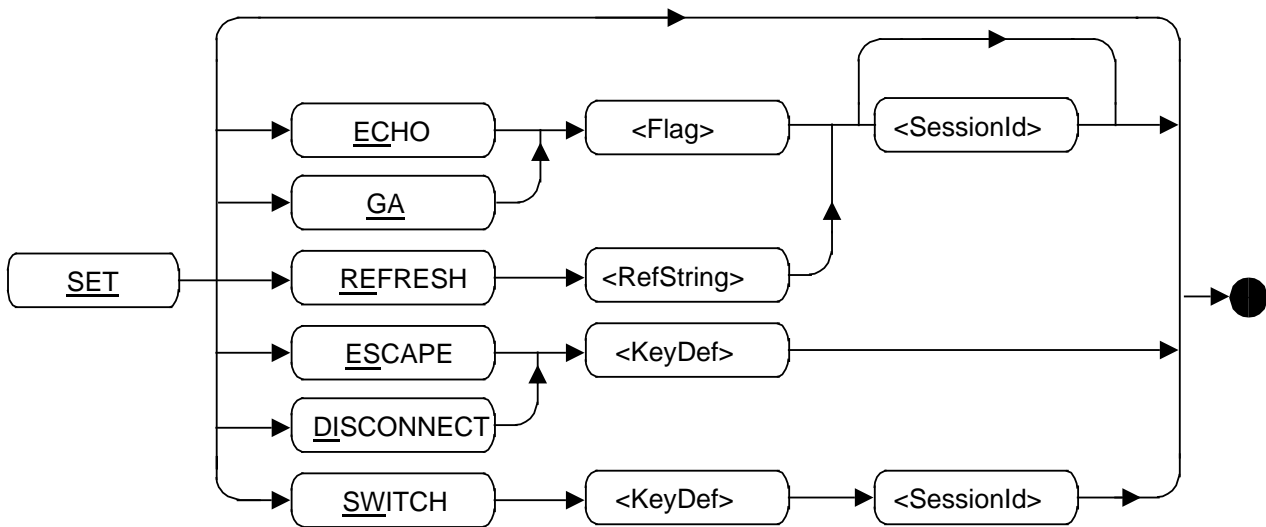 ECHO <Flag> <SessionId>
GA
SET
REFRESH <RefString>
ESCAPE <KeyDef>
DISCONNECT
SWITCH <KeyDef> <SessionId>